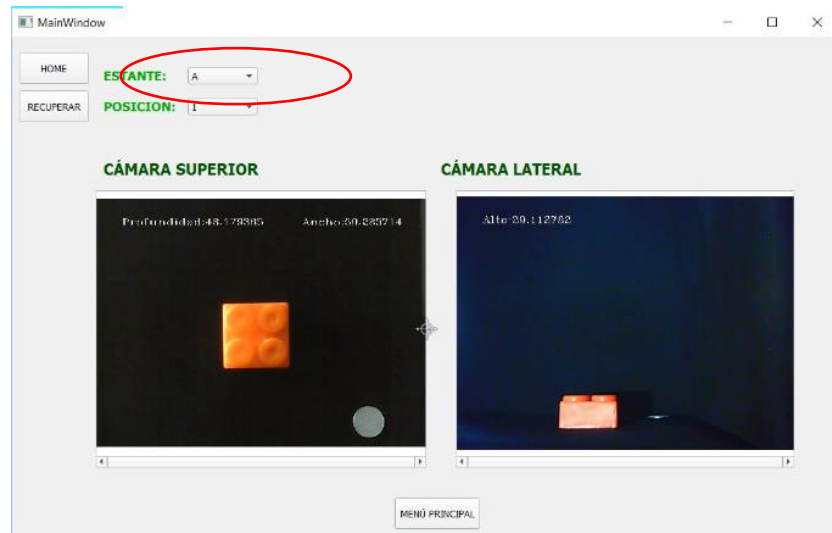 MainWindow
HOME
ESTANTE: A
RECUPERAR
POSICION: 1
CÁMARA SUPERIOR
CÁMARA LATERAL
Profundidad:48.179365 Ancho:50.285714
Alto:29.112782
MENÚ PRINCIPAL